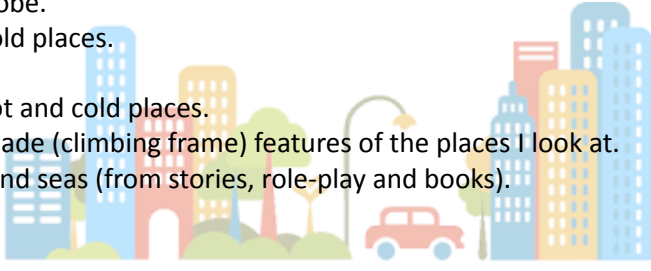 obe.
old places.
ot and cold places.
ade (climbing frame) features of the places I look at.
nd seas (from stories, role-play and books).